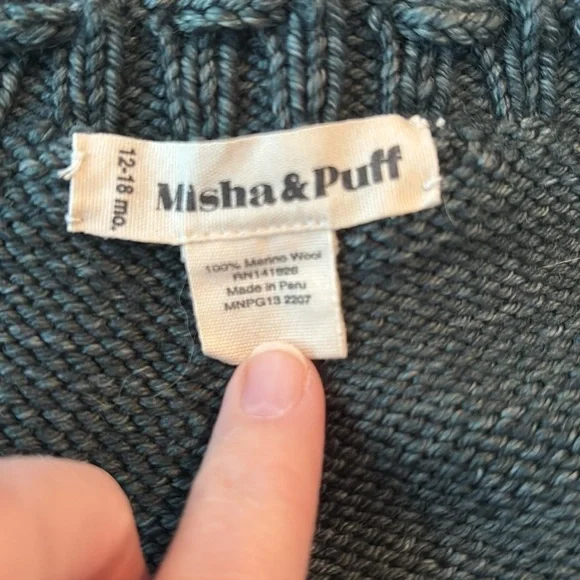 12-18 mo.
Misha&Puff
100% Merino Wool
RN141926
Made in Peru
MNPG13 2207